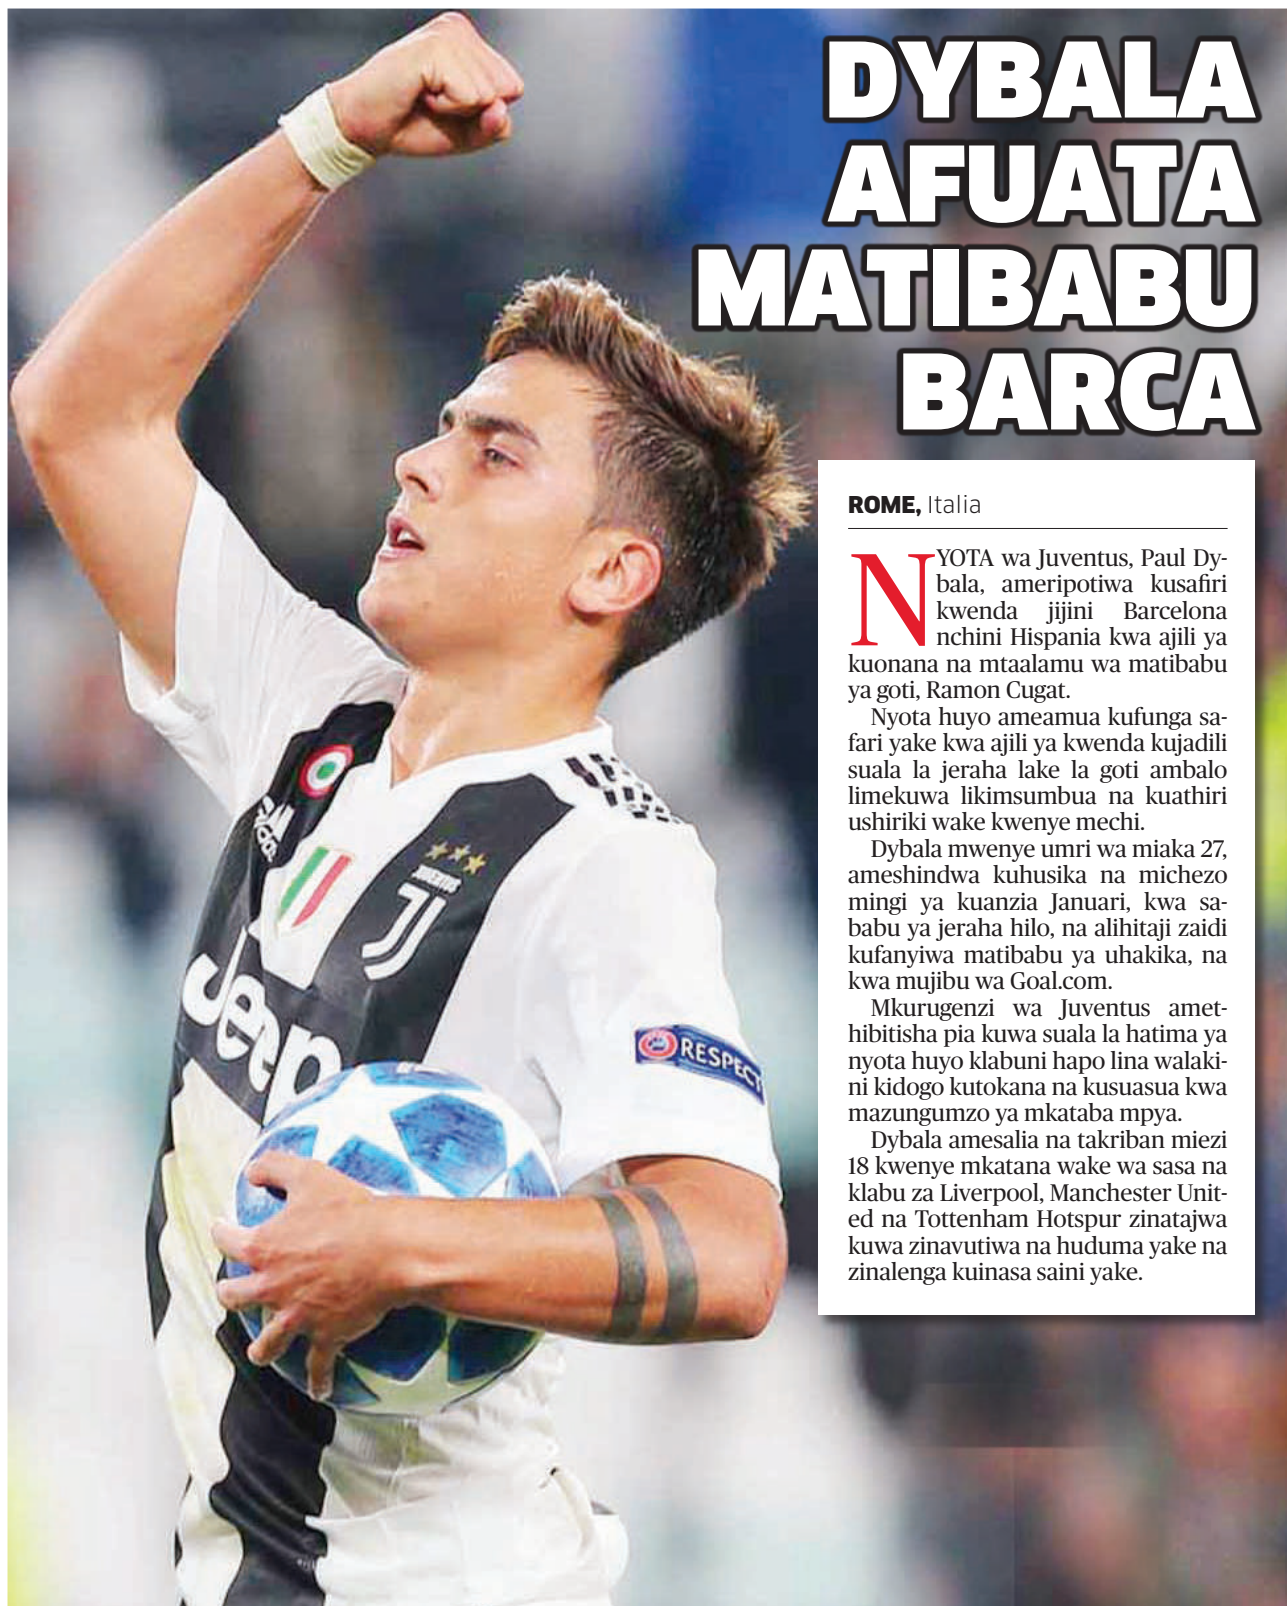 DYBALA
AFUATA
MATIBABU
BARCA
ROME, Italia
NYOTA wa Juventus, Paul Dy-
bala, ameripotiwa kusafiri
kwenda jijini Barcelona
nchini Hispania kwa ajili ya
kuonana na mtaalamu wa matibabu
ya goti, Ramon Cugat.
Nyota huyo ameamua kufunga sa-
fari yake kwa ajili ya kwenda kujadili
suala la jeraha lake la goti ambalo
limekuwa likimsumbua na kuathiri
ushiriki wake kwenye mechi.
Dybala mwenye umri wa miaka 27,
ameshindwa kuhusika na michezo
mingi ya kuanzia Januari, kwa sa-
babu ya jeraha hilo, na alihitaji zaidi
kufanyiwa matibabu ya uhakika, na
kwa mujibu wa Goal.com.
Mkurugenzi wa Juventus amet-
hibitisha pia kuwa suala la hatima ya
nyota huyo klabuni hapo lina walaki-
ni kidogo kutokana na kusuasua kwa
mazungumzo ya mkataba mpya.
Dybala amesalia na takriban miezi
18 kwenye mkatana wake wa sasa na
klabu za Liverpool, Manchester Unit-
ed na Tottenham Hotspur zinatajwa
kuwa zinavutiwa na huduma yake na
zinalenga kuinasa saini yake.
JUVENTUS
Jeep
RESPECT